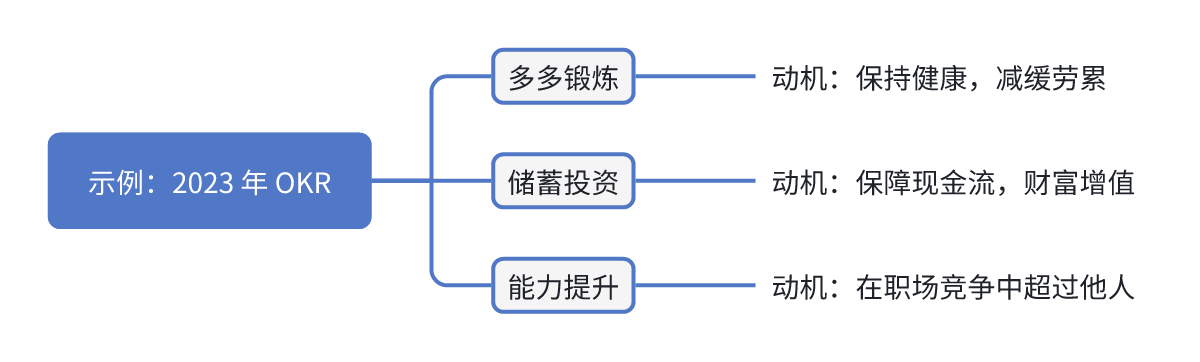 示例：2023 年 OKR
多多锻炼
动机：保持健康，减缓劳累
储蓄投资
动机：保障现金流，财富增值
能力提升
动机：在职场竞争中超过他人